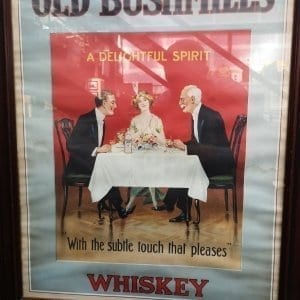 OLD BUSHMILLS
A DELIGHTFUL SPIRIT
"With the subtle touch that pleases"
WHISKEY